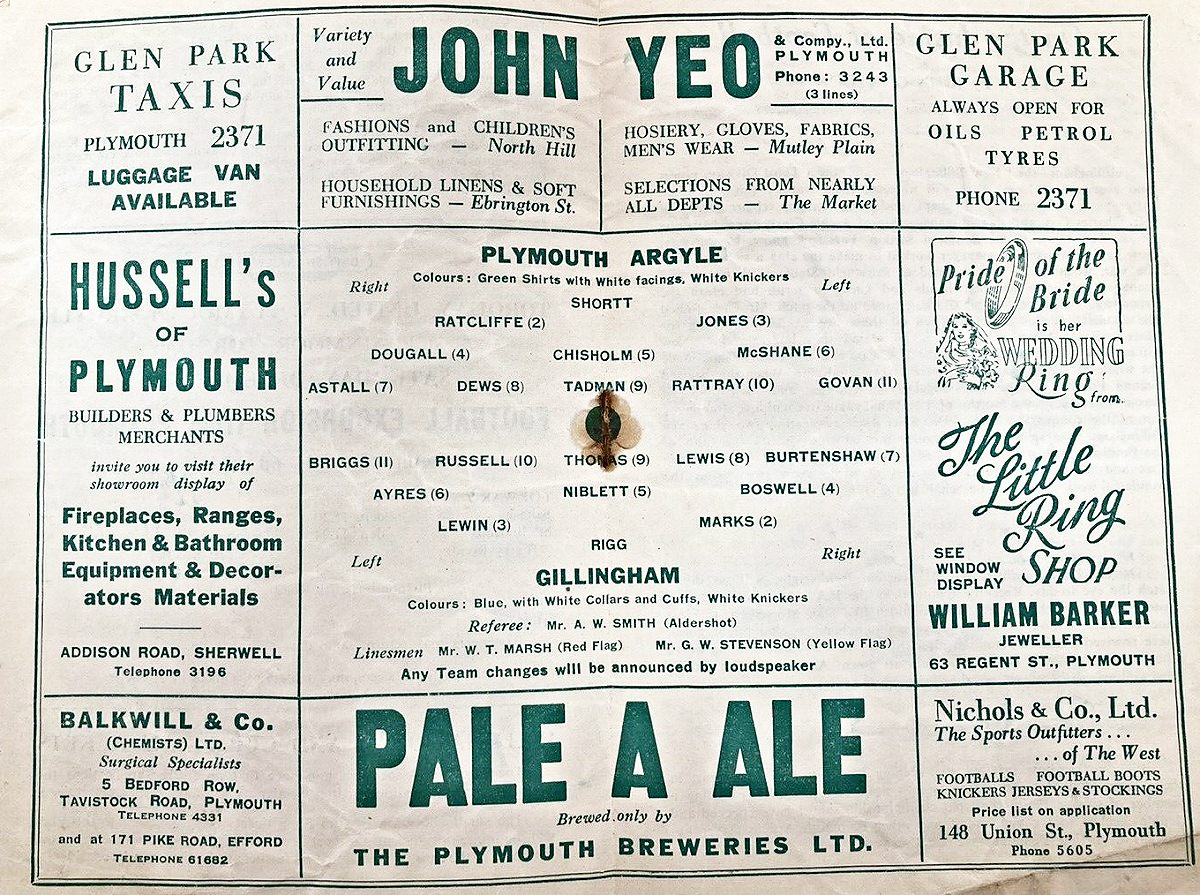 GLEN PARK
TAXIS
PLYMOUTH 2371
LUGGAGE VAN
AVAILABLE
Variety
and
Value
JOHN YEO
& Compy., Ltd.
PLYMOUTH
Phone: 3243
(3 lines)
FASHIONS and CHILDREN'S
OUTFITTING — North Hill
HOUSEHOLD LINENS & SOFT
FURNISHINGS — Ebrington St.
HOSIERY, GLOVES, FABRICS,
MEN'S WEAR — Mutley Plain
SELECTIONS FROM NEARLY
ALL DEPTS — The Market
GLEN PARK
GARAGE
ALWAYS OPEN FOR
OILS PETROL
TYRES
PHONE 2371
HUSSELL's
OF
PLYMOUTH
BUILDERS & PLUMBERS
MERCHANTS
invite you to visit their
showroom display of
Fireplaces, Ranges,
Kitchen & Bathroom
Equipment & Decor-
ators Materials
ADDISON ROAD, SHERWELL
Telephone 3196
PLYMOUTH ARGYLE
Colours: Green Shirts with White facings, White Knickers
Right Left
SHORTT
RATCLIFFE (2) JONES (3)
DOUGALL (4) CHISHOLM (5) McSHANE (6)
ASTALL (7) DEWS (8) TADMAN (9) RATTRAY (10) GOVAN (11)
BRIGGS (11) RUSSELL (10) THOMAS (9) LEWIS (8) BURTENSHAW (7)
AYRES (6) NIBLETT (5) BOSWELL (4)
LEWIN (3) MARKS (2)
RIGG
Left Right
GILLINGHAM
Colours: Blue, with White Collars and Cuffs, White Knickers
Referee: Mr. A. W. SMITH (Aldershot)
Linesmen Mr. W. T. MARSH (Red Flag) Mr. G. W. STEVENSON (Yellow Flag)
Any Team changes will be announced by loudspeaker
Pride of the
Bride
is her
WEDDING
Ring
from
The
Little
Ring
SHOP
SEE
WINDOW
DISPLAY
WILLIAM BARKER
JEWELLER
63 REGENT ST., PLYMOUTH
BALKWILL & Co.
(CHEMISTS) LTD.
Surgical Specialists
5 BEDFORD ROW,
TAVISTOCK ROAD, PLYMOUTH
TELEPHONE 4331
and at 171 PIKE ROAD, EFFORD
TELEPHONE 61682
PALE A ALE
Brewed only by
THE PLYMOUTH BREWERIES LTD.
Nichols & Co., Ltd.
The Sports Outfitters . . .
. . . of The West
FOOTBALLS FOOTBALL BOOTS
KNICKERS JERSEYS & STOCKINGS
Price list on application
148 Union St., Plymouth
Phone 5605